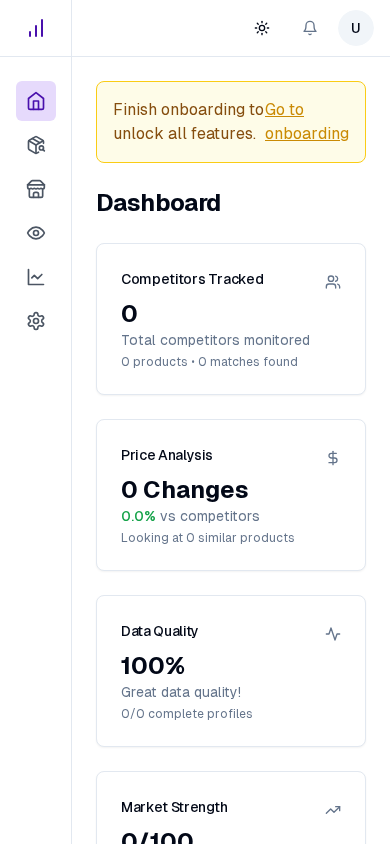 U
Finish onboarding to Go to
unlock all features. onboarding
Dashboard
Competitors Tracked
0
Total competitors monitored
0 products • 0 matches found
Price Analysis
0 Changes
0.0% vs competitors
Looking at 0 similar products
Data Quality
100%
Great data quality!
0/0 complete profiles
Market Strength
0/100